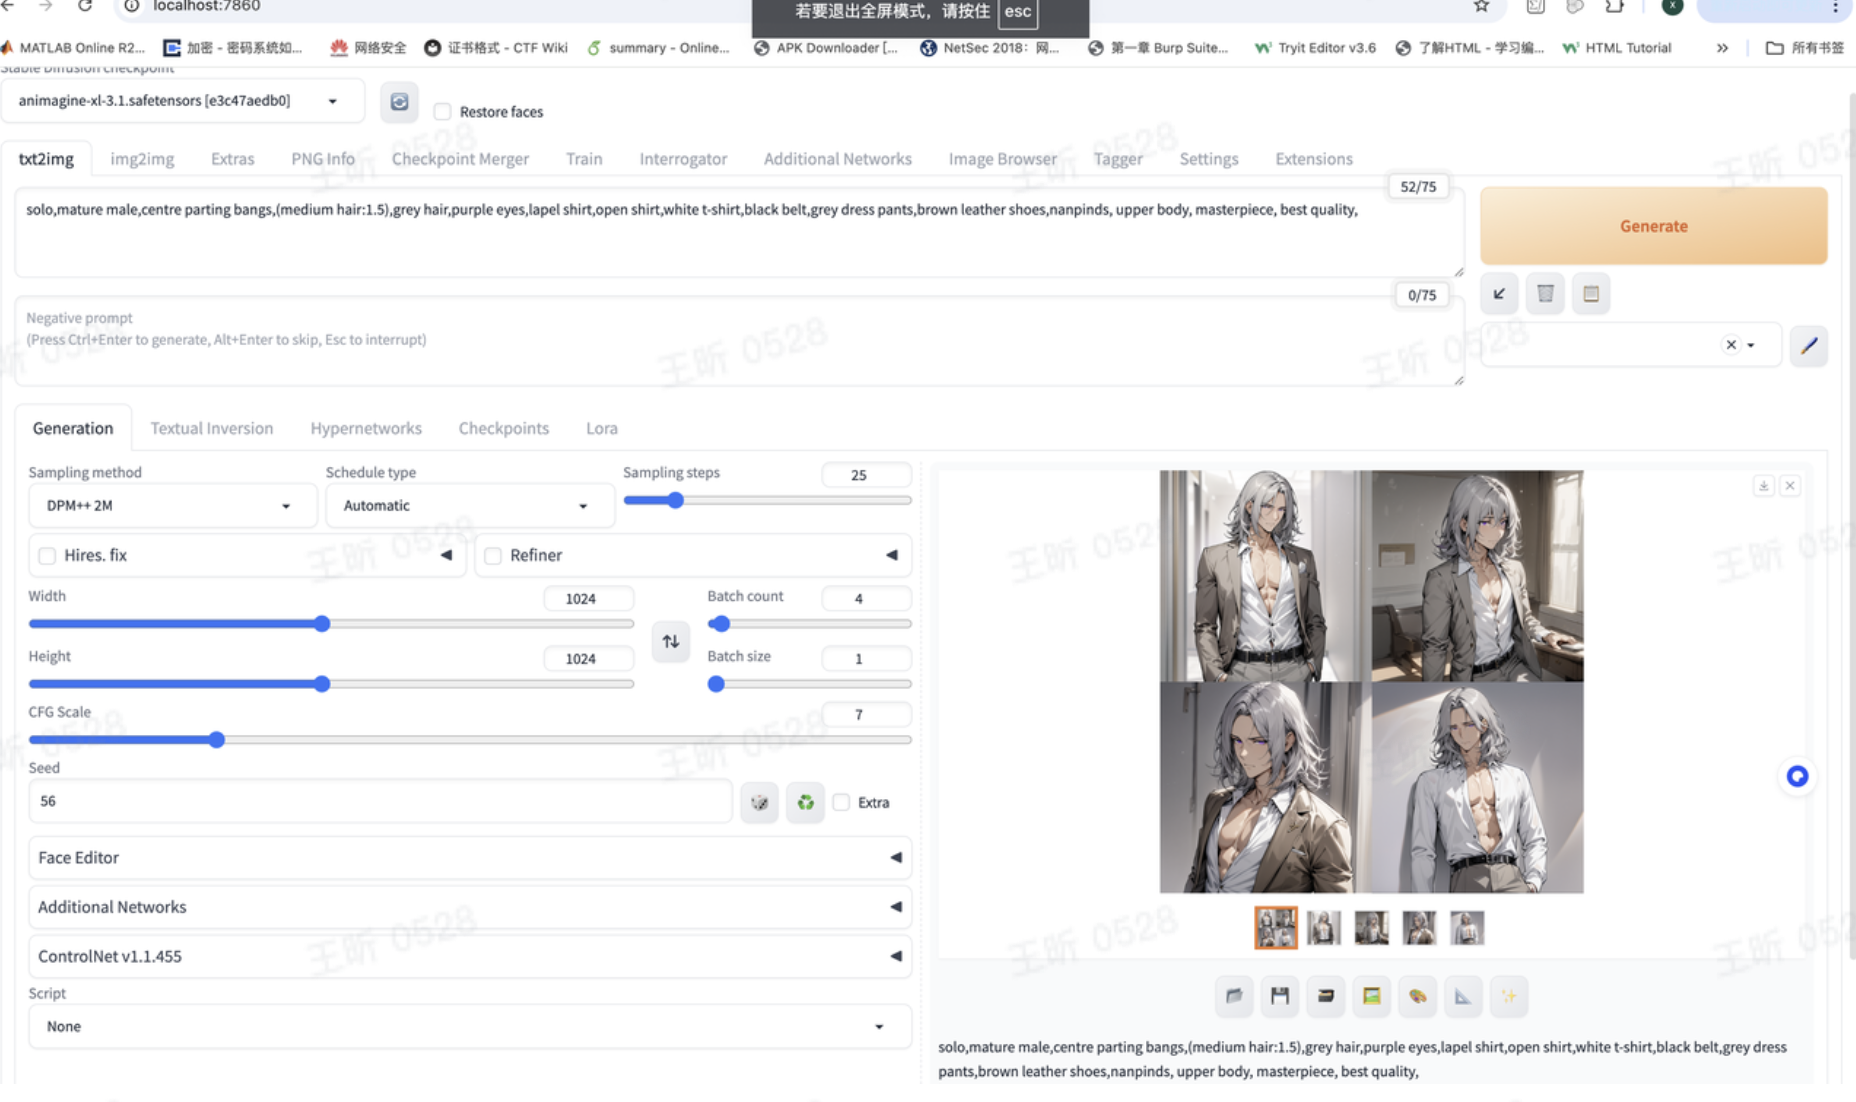 若要退出全屏模式，请按住 esc
localhost:7860
MATLAB Online R2...
加密 - 密码系统如...
网络安全
证书格式 - CTF Wiki
summary - Online...
APK Downloader [...
NetSec 2018：网...
第一章 Burp Suite...
Tryit Editor v3.6
了解HTML - 学习编...
HTML Tutorial
»
所有书签
Stable Diffusion checkpoint
animagine-xl-3.1.safetensors [e3c47aedb0]
Restore faces
txt2img
img2img
Extras
PNG Info
Checkpoint Merger
Train
Interrogator
Additional Networks
Image Browser
Tagger
Settings
Extensions
52/75
solo,mature male,centre parting bangs,(medium hair:1.5),grey hair,purple eyes,lapel shirt,open shirt,white t-shirt,black belt,grey dress pants,brown leather shoes,nanpinds, upper body, masterpiece, best quality,
Generate
0/75
Negative prompt
(Press Ctrl+Enter to generate, Alt+Enter to skip, Esc to interrupt)
Generation
Textual Inversion
Hypernetworks
Checkpoints
Lora
Sampling method
Schedule type
Sampling steps
25
DPM++ 2M
Automatic
Hires. fix
Refiner
Width
1024
Batch count
4
Height
1024
Batch size
1
CFG Scale
7
Seed
56
Extra
Face Editor
Additional Networks
ControlNet v1.1.455
Script
None
solo,mature male,centre parting bangs,(medium hair:1.5),grey hair,purple eyes,lapel shirt,open shirt,white t-shirt,black belt,grey dress
pants,brown leather shoes,nanpinds, upper body, masterpiece, best quality,
王昕 0528